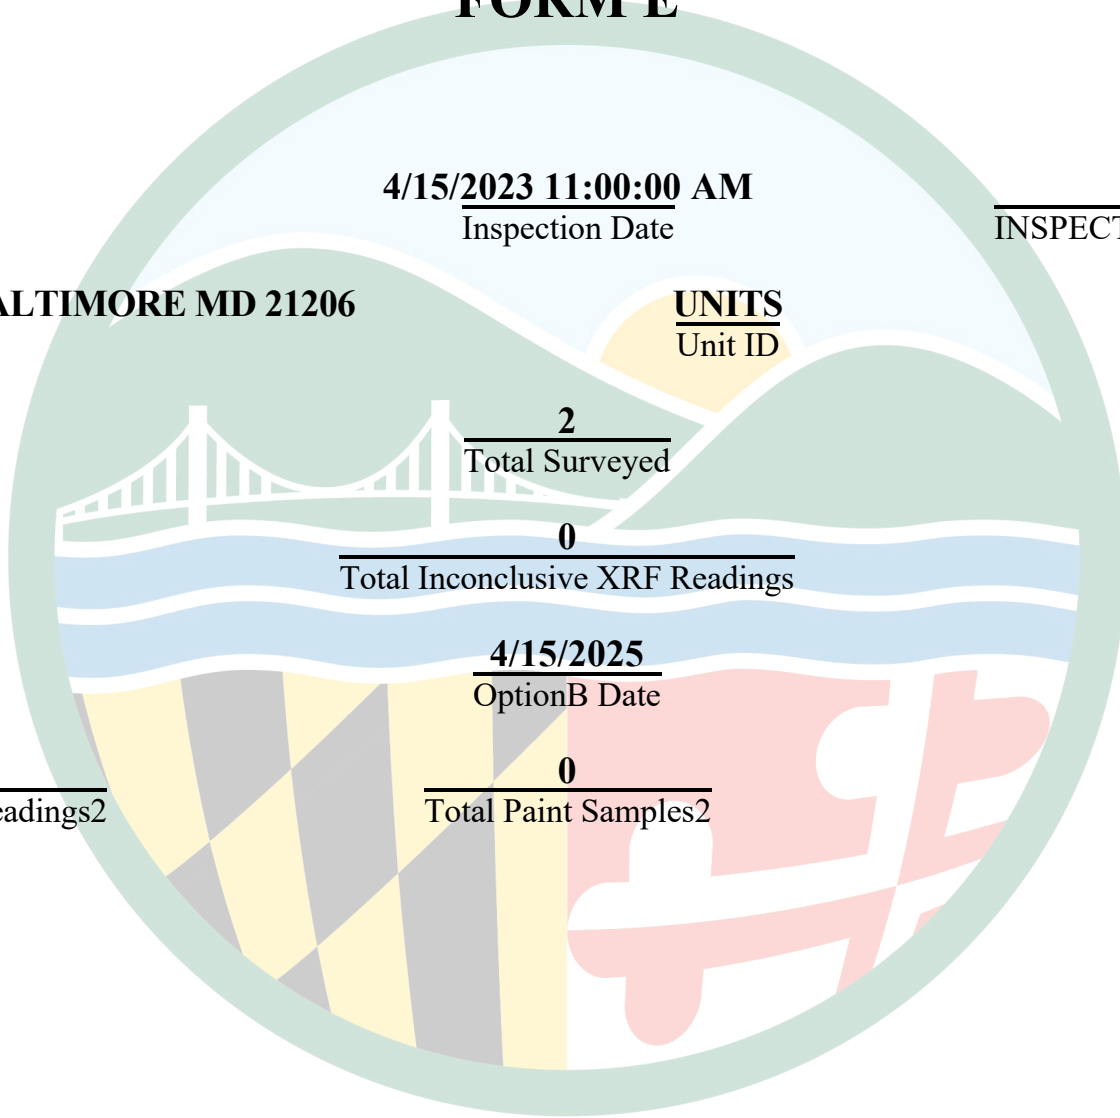 FORM E
4/15/2023 11:00:00 AM
Inspection Date
INSPECT
ALTIMORE MD 21206
UNITS
Unit ID
2
Total Surveyed
0
Total Inconclusive XRF Readings
4/15/2025
OptionB Date
0
eadings2
Total Paint Samples2